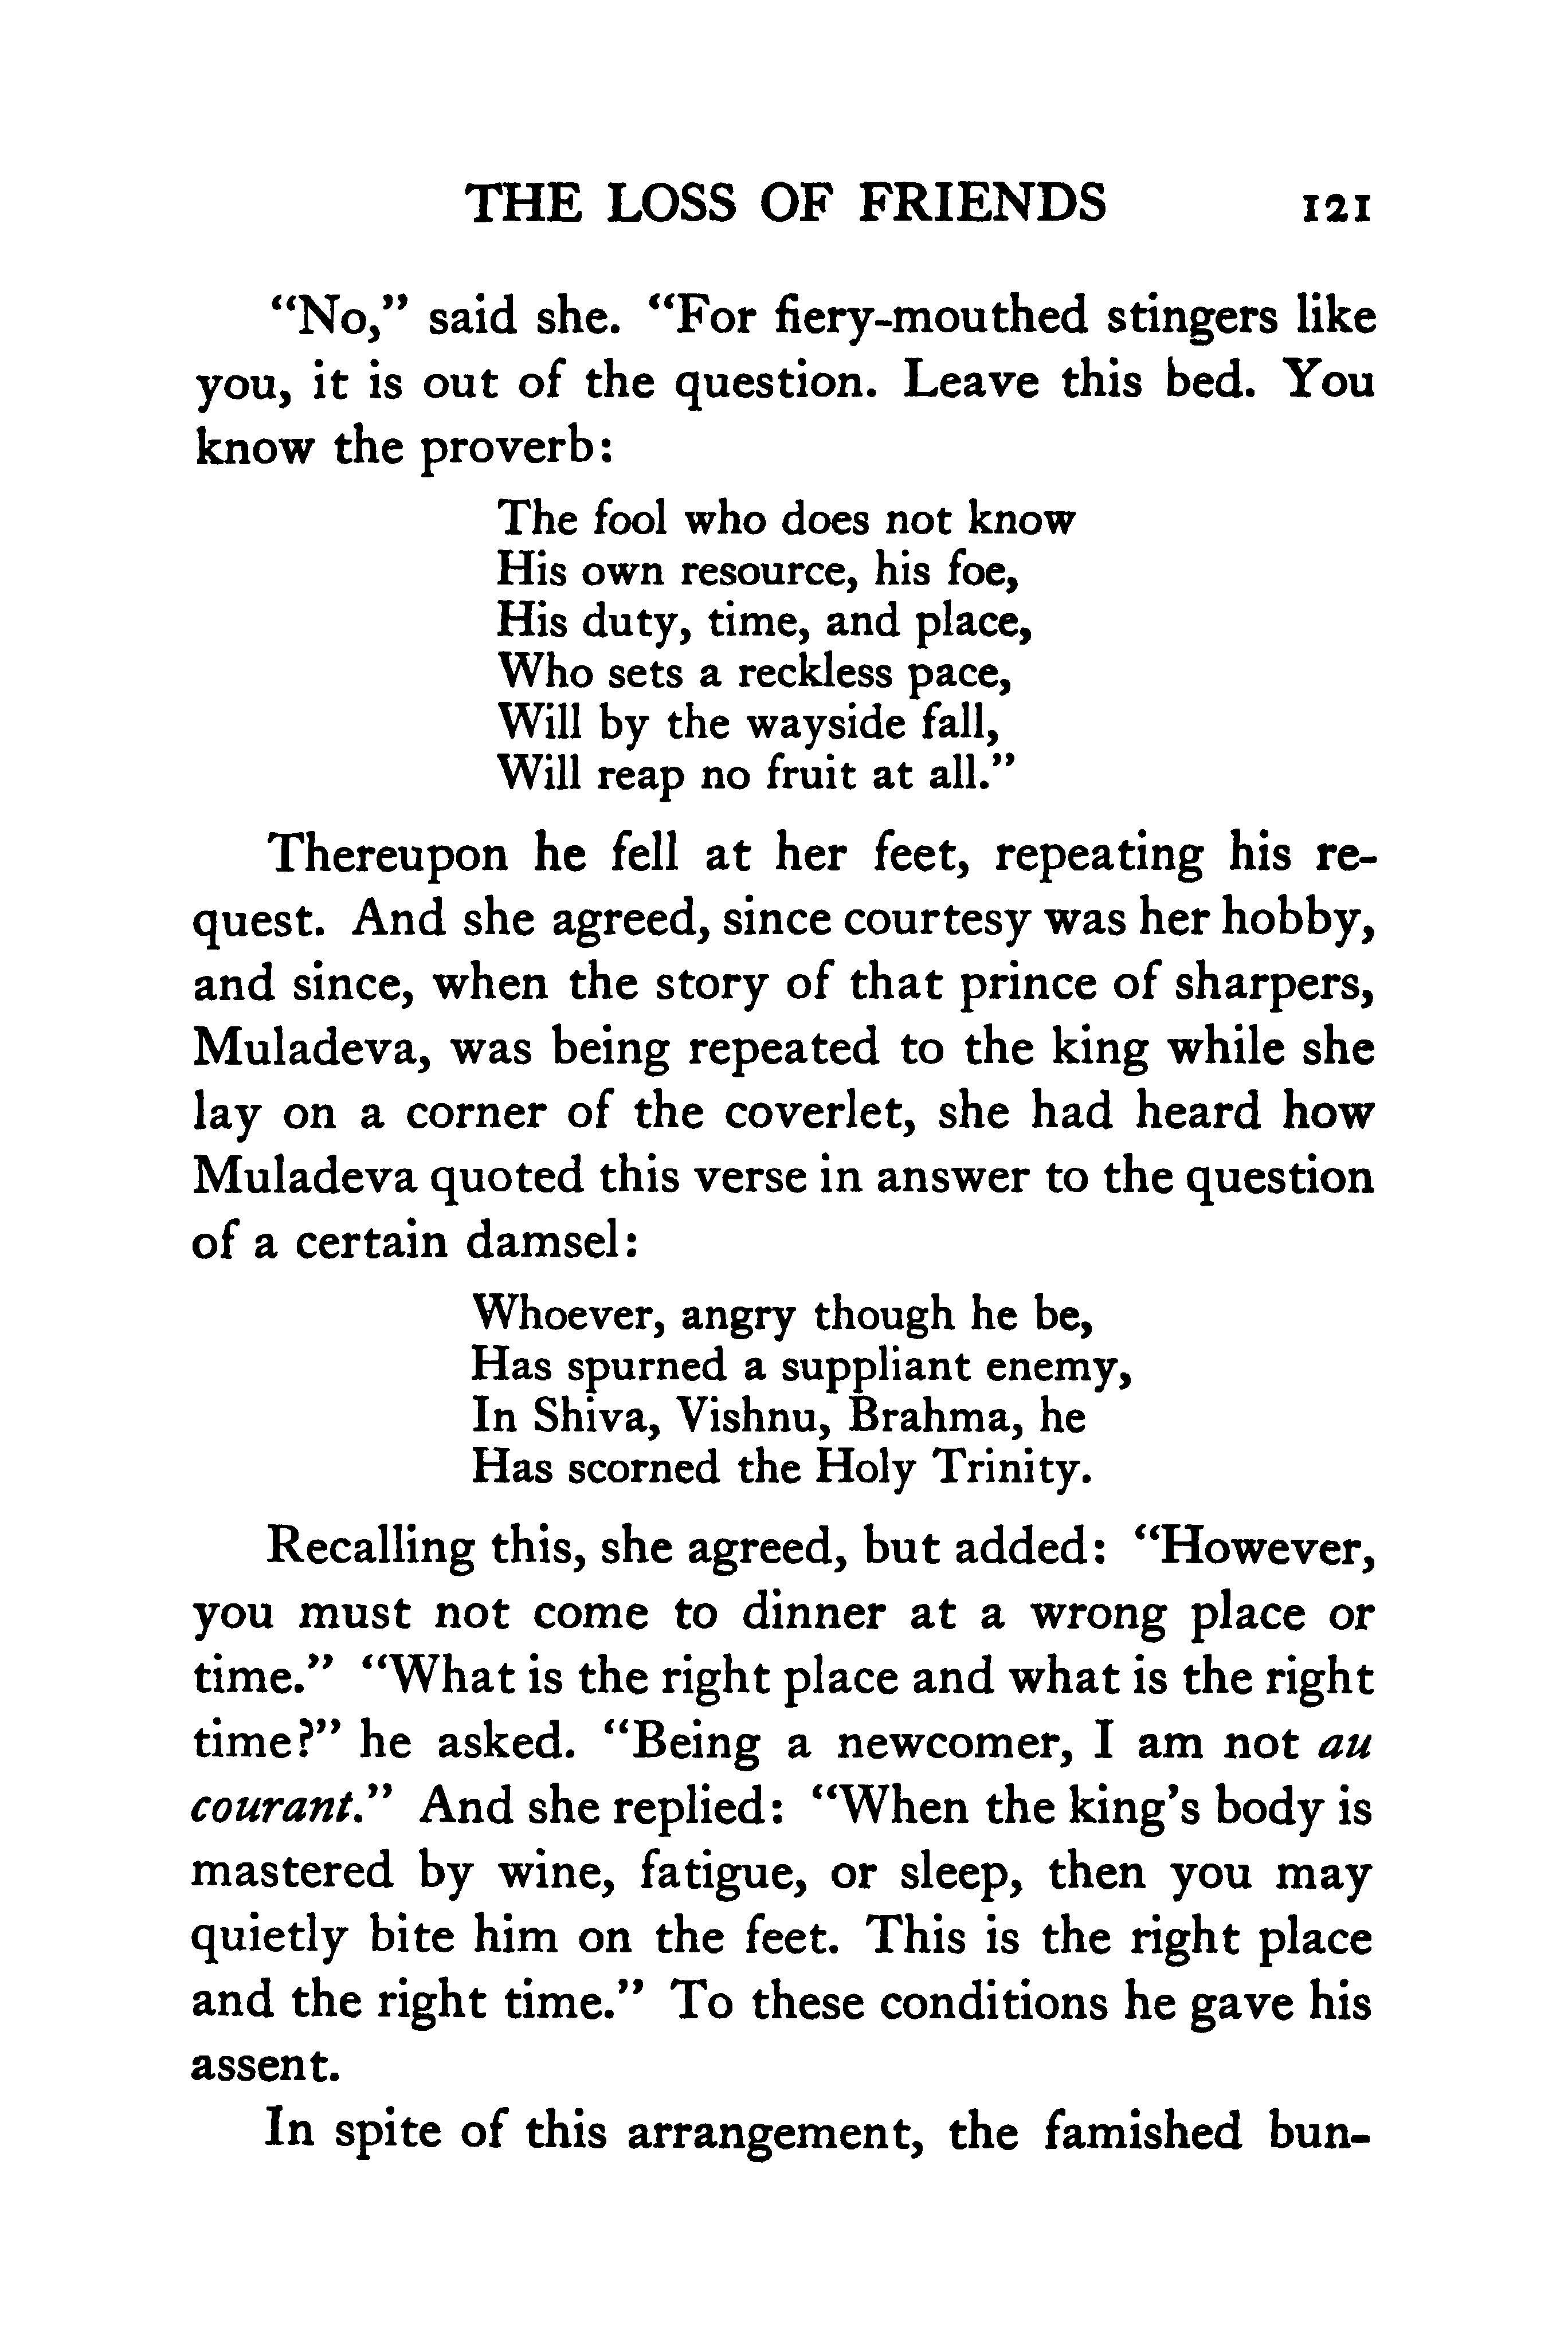 THE LOSS OF FRIENDS 121
“No,” said she. “For fiery-mouthed stingers like
you, it is out of the question. Leave this bed. You
know the proverb:
The fool who does not know
His own resource, his foe,
His duty, time, and place,
Who sets a reckless pace,
Will by the wayside fall,
Will reap no fruit at all.”
Thereupon he fell at her feet, repeating his re-
quest. And she agreed, since courtesy was her hobby,
and since, when the story of that prince of sharpers,
Muladeva, was being repeated to the king while she
lay on a corner of the coverlet, she had heard how
Muladeva quoted this verse in answer to the question
of a certain damsel:
Whoever, angry though he be,
Has spurned a suppliant enemy,
In Shiva, Vishnu, Brahma, he
Has scorned the Holy Trinity.
Recalling this, she agreed, but added: “However,
you must not come to dinner at a wrong place or
time.” “What is the right place and what is the right
time?” he asked. “Being a newcomer, I am not au
courant.” And she replied: “When the king’s body is
mastered by wine, fatigue, or sleep, then you may
quietly bite him on the feet. This is the right place
and the right time.” To these conditions he gave his
assent.
In spite of this arrangement, the famished bun-